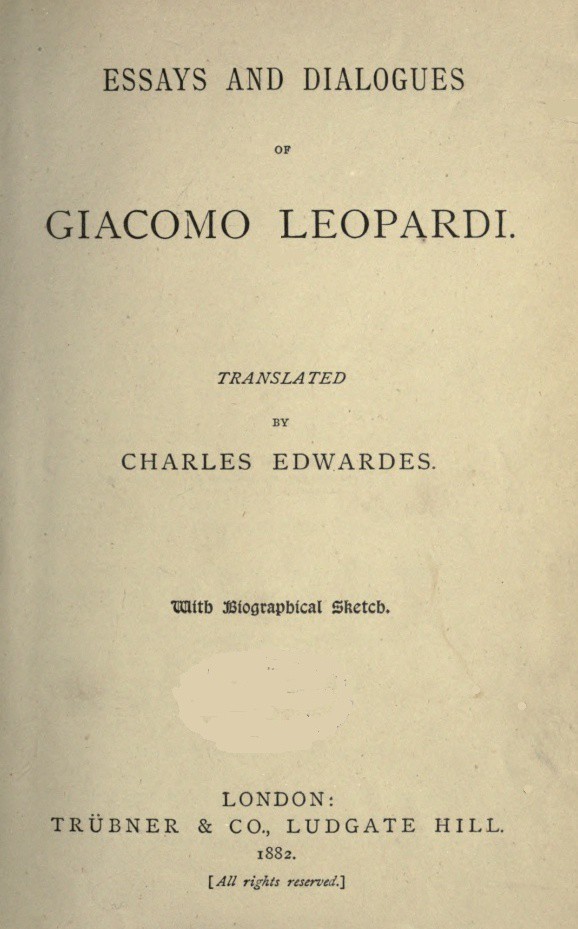 ESSAYS AND DIALOGUES
OF
GIACOMO LEOPARDI.
TRANSLATED
BY
CHARLES EDWARDES.
With Biographical Sketch.
LONDON:
TRÜBNER & CO., LUDGATE HILL.
1882.
[All rights reserved.]